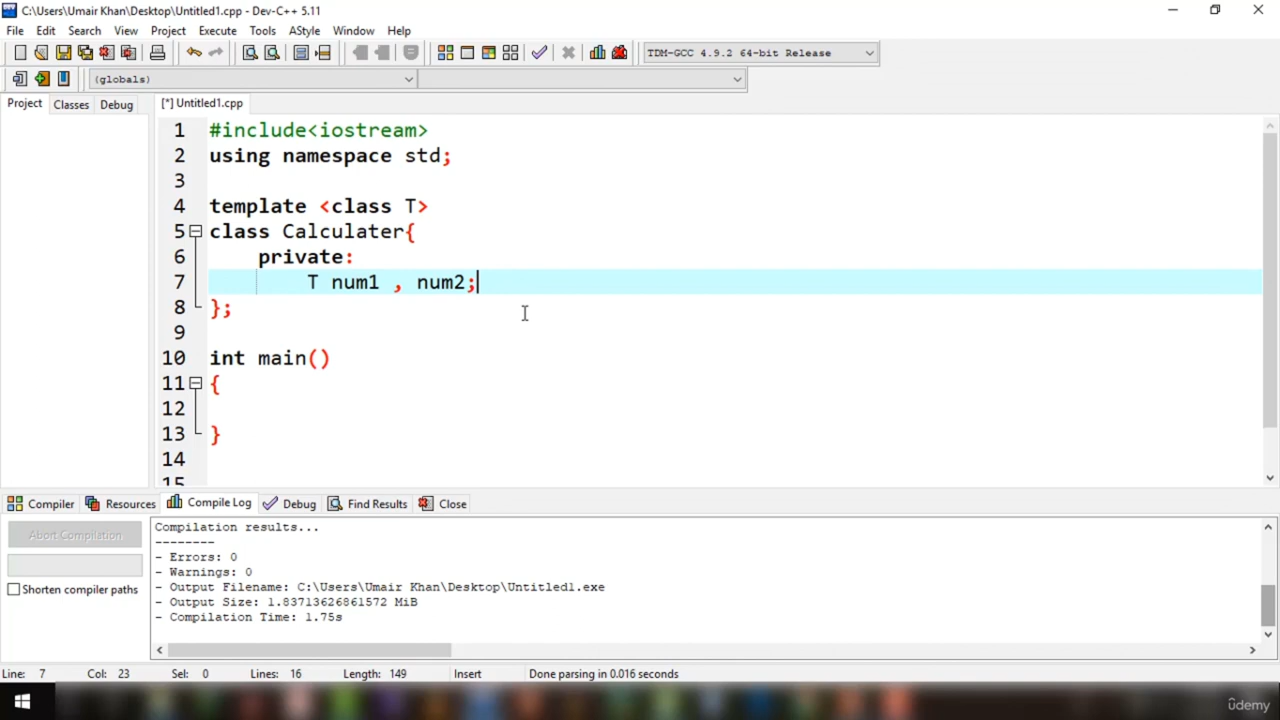 C:\Users\Umair Khan\Desktop\Untitled1.cpp - Dev-C++ 5.11
File Edit Search View Project Execute Tools AStyle Window Help
TDM-GCC 4.9.2 64-bit Release
(globals)
Project Classes Debug [*] Untitled1.cpp
1 #include<iostream>
2 using namespace std;
3
4 template <class T>
5 class Calculater{
6 private:
7 T num1 , num2;
8 };
9
10 int main()
11 {
12
13 }
14
15
Compiler Resources Compile Log Debug Find Results Close
Compilation results...
Abort Compilation
--------
- Errors: 0
- Warnings: 0
- Output Filename: C:\Users\Umair Khan\Desktop\Untitled1.exe
Shorten compiler paths
- Output Size: 1.83713626861572 MiB
- Compilation Time: 1.75s
Line: 7 Col: 23 Sel: 0 Lines: 16 Length: 149 Insert Done parsing in 0.016 seconds
ûdemy